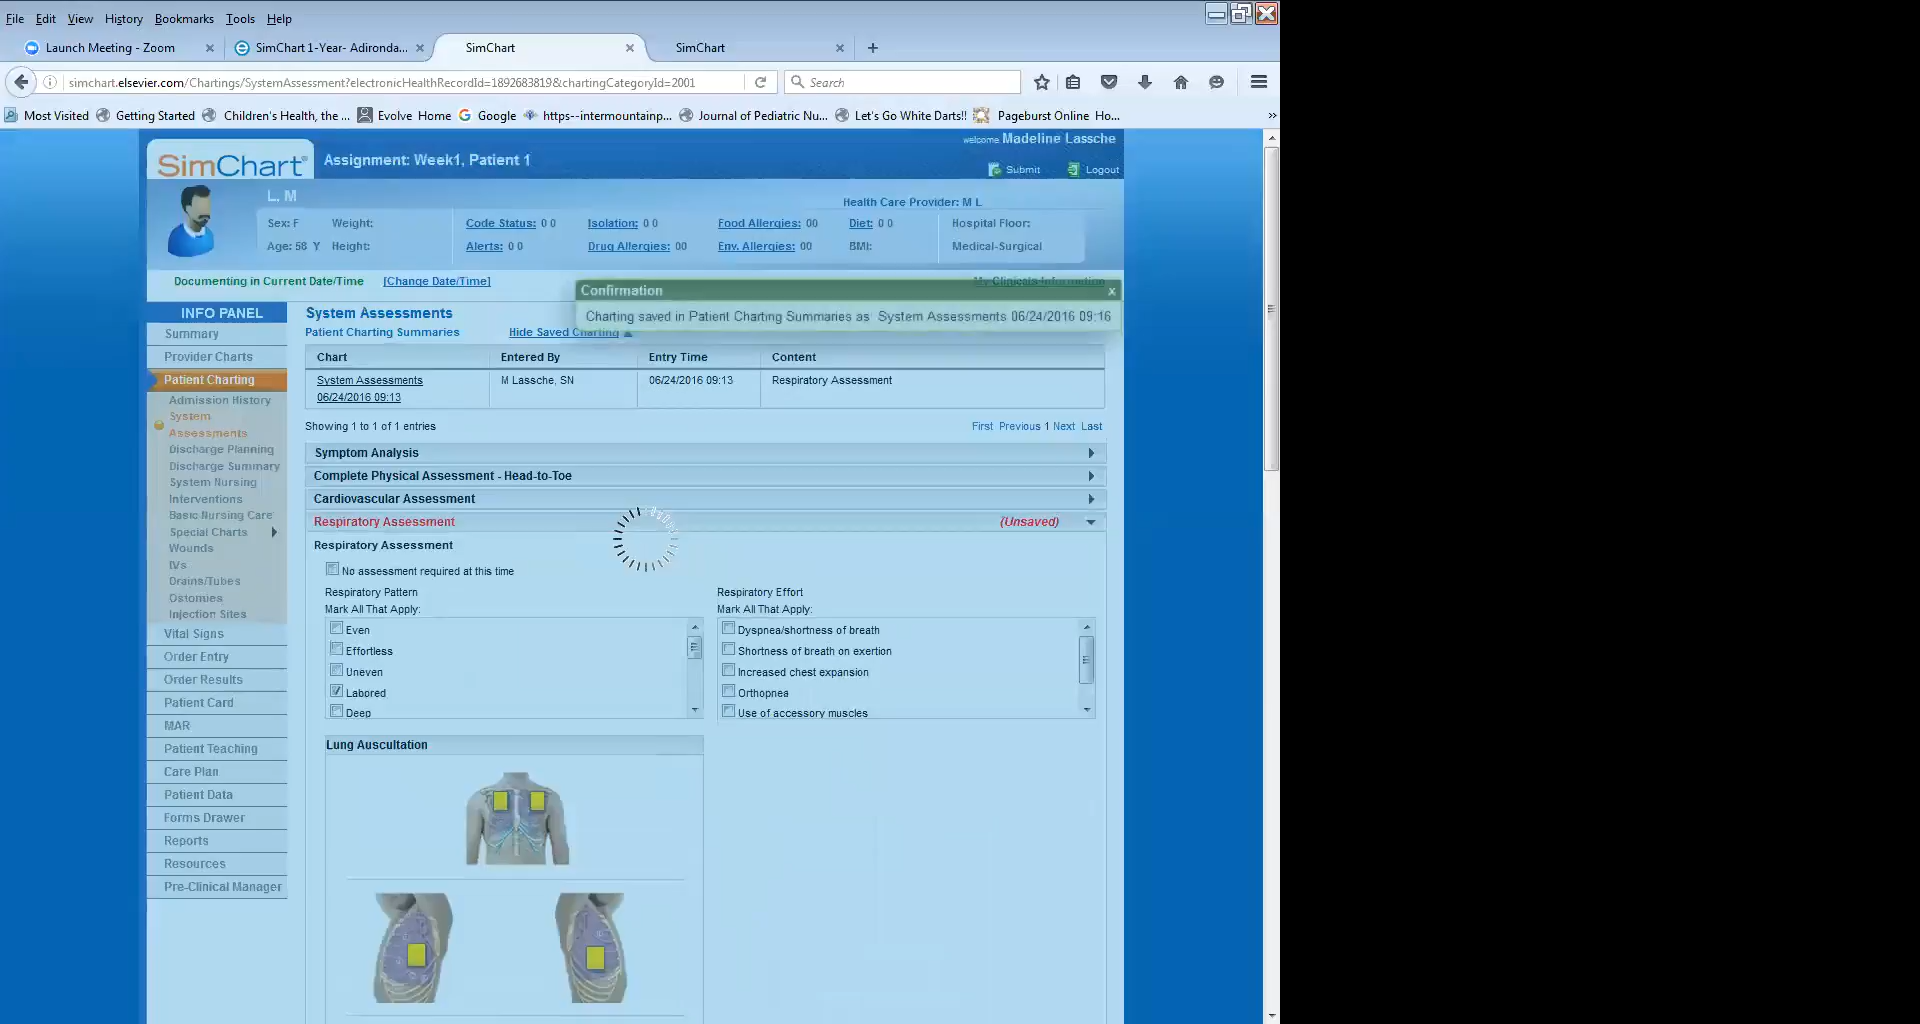 File Edit View History Bookmarks Tools Help
Launch Meeting - Zoom × SimChart 1-Year- Adironda... × SimChart × SimChart × +
simchart.elsevier.com/Chartings/SystemAssessment?electronicHealthRecordId=1892683819&chartingCategoryId=2001 Search
Most Visited Getting Started Children's Health, the ... Evolve Home Google https--intermountainp... Journal of Pediatric Nu... Let's Go White Darts!! Pageburst Online Ho... »
SimChart® Assignment: Week1, Patient 1 welcome Madeline Lassche
Submit Logout
L. M
Health Care Provider: M L
Sex: F Weight: Code Status: 0 0 Isolation: 0 0 Food Allergies: 00 Diet: 0 0 Hospital Floor:
Age: 58 Y Height: Alerts: 0 0 Drug Allergies: 00 Env. Allergies: 00 BMI: Medical-Surgical
Documenting in Current Date/Time [Change Date/Time] My Clinicals Information
Confirmation x
Charting saved in Patient Charting Summaries as System Assessments 06/24/2016 09:16
INFO PANEL
Summary
Provider Charts
Patient Charting
Admission History
System
Assessments
Discharge Planning
Discharge Summary
System Nursing
Interventions
Basic Nursing Care
Special Charts
Wounds
IVs
Drains/Tubes
Ostomies
Injection Sites
Vital Signs
Order Entry
Order Results
Patient Card
MAR
Patient Teaching
Care Plan
Patient Data
Forms Drawer
Reports
Resources
Pre-Clinical Manager
System Assessments
Patient Charting Summaries Hide Saved Charting
Chart Entered By Entry Time Content
System Assessments M Lassche, SN 06/24/2016 09:13 Respiratory Assessment
06/24/2016 09:13
Showing 1 to 1 of 1 entries First Previous 1 Next Last
Symptom Analysis
Complete Physical Assessment - Head-to-Toe
Cardiovascular Assessment
Respiratory Assessment (Unsaved)
Respiratory Assessment
No assessment required at this time
Respiratory Pattern
Mark All That Apply:
Even
Effortless
Uneven
Labored
Deep
Respiratory Effort
Mark All That Apply:
Dyspnea/shortness of breath
Shortness of breath on exertion
Increased chest expansion
Orthopnea
Use of accessory muscles
Lung Auscultation